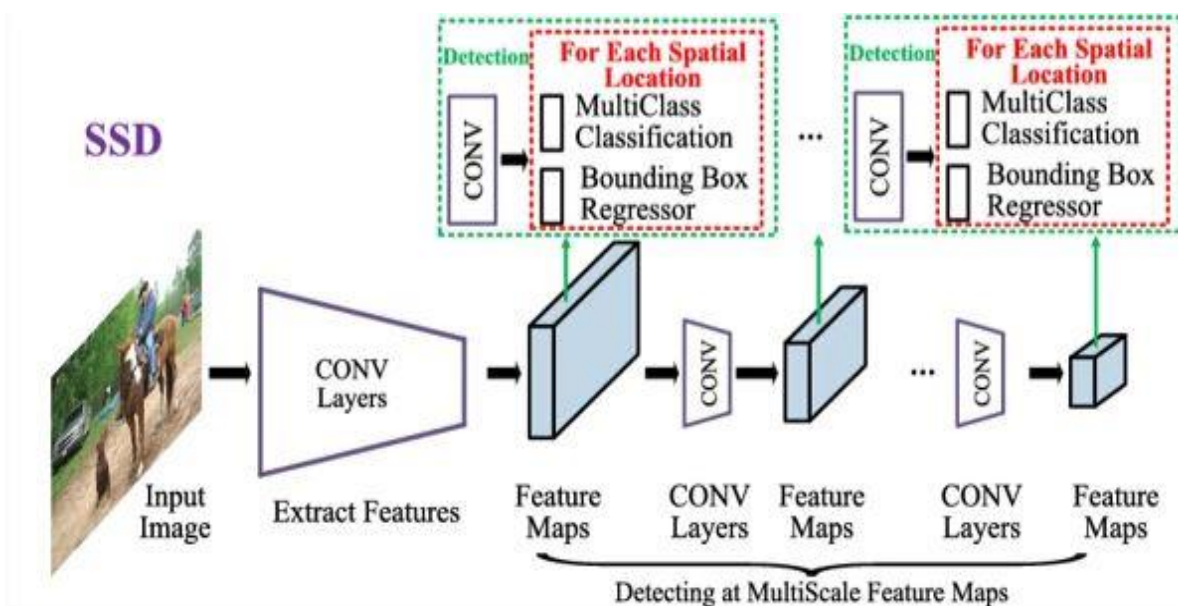 SSD
Detection
For Each Spatial
Location
CONV
MultiClass
Classification
Bounding Box
Regressor
...
Detection
For Each Spatial
Location
CONV
MultiClass
Classification
Bounding Box
Regressor
CONV
Layers
CONV
...
CONV
Input
Image
Extract Features
Feature
Maps
CONV
Layers
Feature
Maps
CONV
Layers
Feature
Maps
Detecting at MultiScale Feature Maps